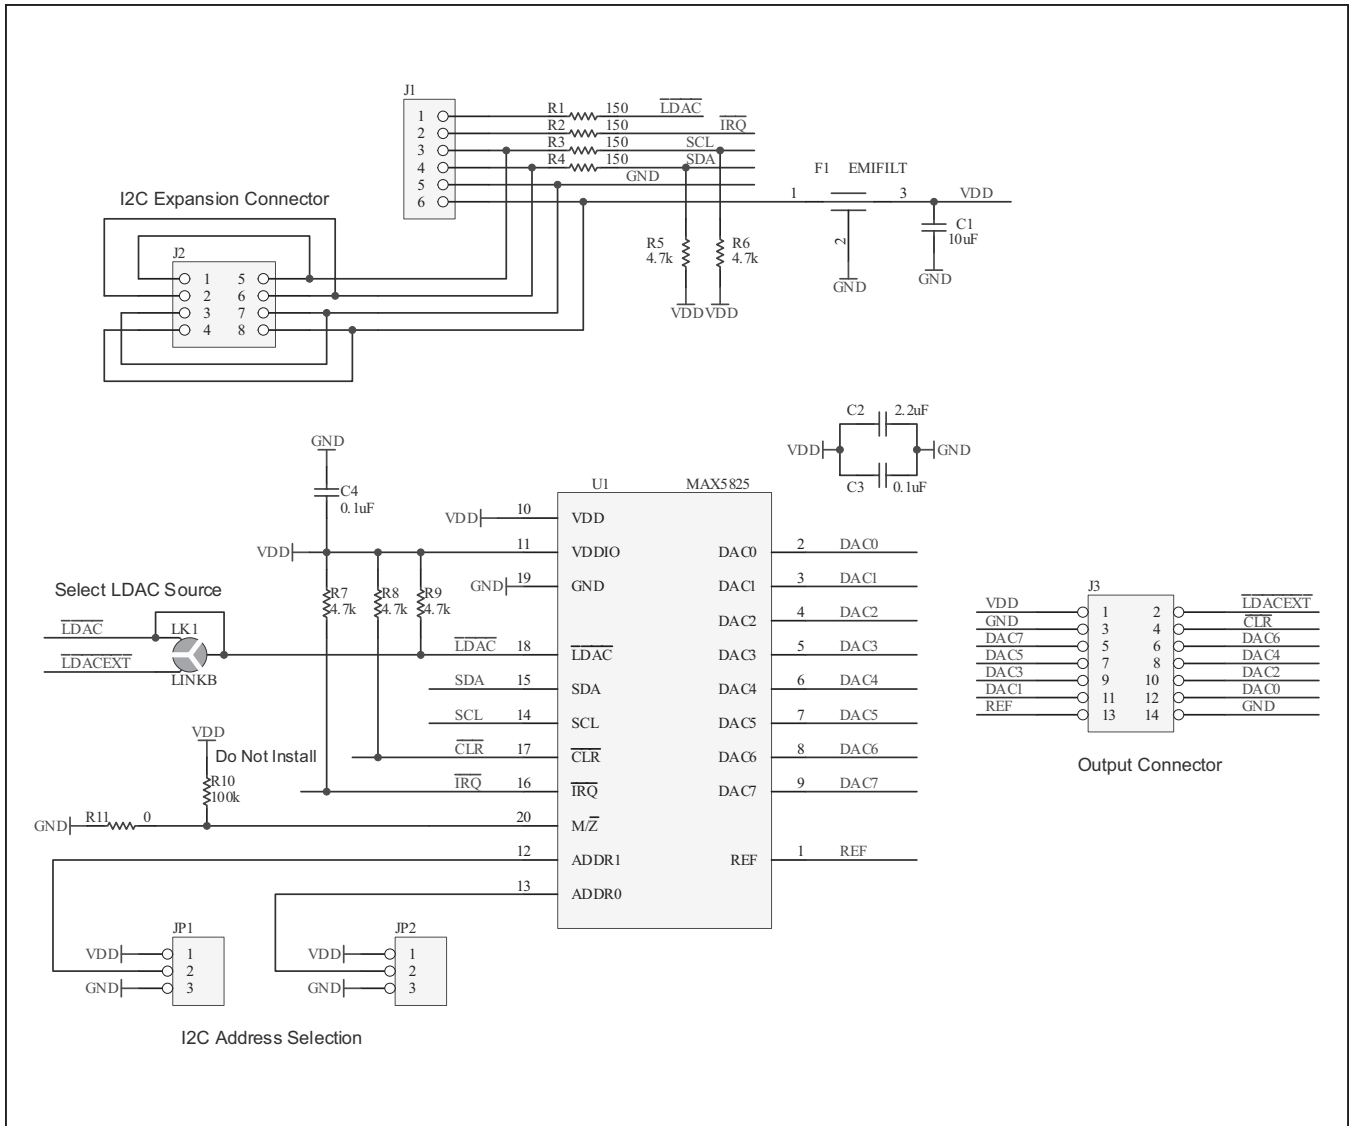 J1
1 R1 150 LDAC
2 R2 150 IRQ
3 R3 150 SCL
4 R4 150 SDA
5 GND
6
F1 EMIFILT
1 3 VDD
2
GND
C1
10uF
GND
R5
4.7k
R6
4.7k
VDD VDD
I2C Expansion Connector
J2
1 5
2 6
3 7
4 8
C2 2.2uF
VDD GND
C3 0.1uF
GND
C4
0.1uF
U1 MAX5825
VDD 10 VDD
VDD 11 VDDIO
GND 19 GND
R7
4.7k
R8
4.7k
R9
4.7k
LDAC 18 LDAC
SDA 15 SDA
SCL 14 SCL
CLR 17 CLR
IRQ 16 IRQ
20 M/Z
12 ADDR1
13 ADDR0
DAC0 2 DAC0
DAC1 3 DAC1
DAC2 4 DAC2
DAC3 5 DAC3
DAC4 6 DAC4
DAC5 7 DAC5
DAC6 8 DAC6
DAC7 9 DAC7
REF 1 REF
Select LDAC Source
LDAC LK1
LDACEXT
LINKB
VDD
Do Not Install
R10
100k
GND R11 0
J3
VDD 1 2 LDACEXT
GND 3 4 CLR
DAC7 5 6 DAC6
DAC5 7 8 DAC4
DAC3 9 10 DAC2
DAC1 11 12 DAC0
REF 13 14 GND
Output Connector
JP1
VDD 1
2
GND 3
JP2
VDD 1
2
GND 3
I2C Address Selection